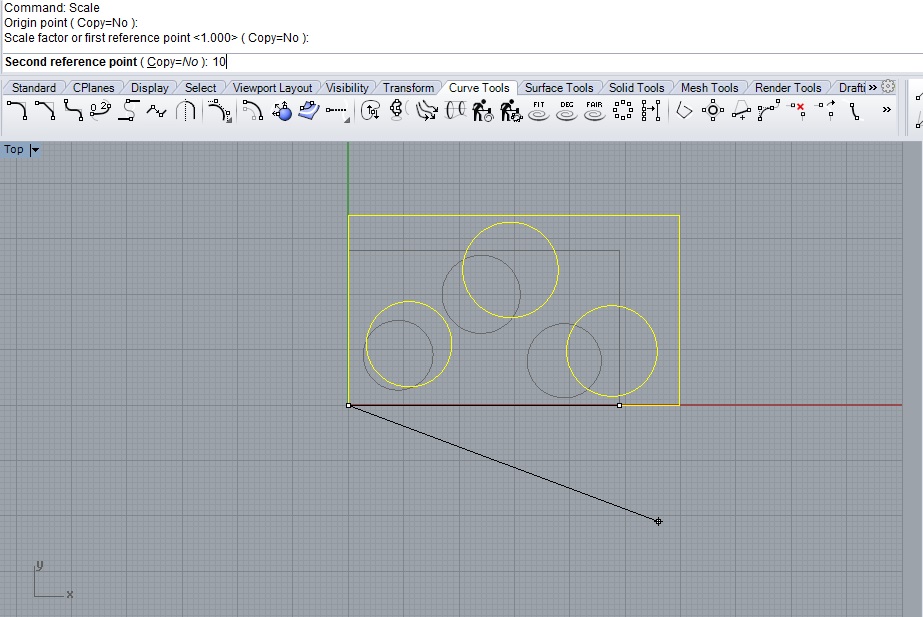 Command: Scale
Origin point ( Copy=No ):
Scale factor or first reference point <1.000> ( Copy=No ):
Second reference point ( Copy=No ): 10
Standard CPlanes Display Select Viewport Layout Visibility Transform Curve Tools Surface Tools Solid Tools Mesh Tools Render Tools Drafti »
0.2? FIT DEG FAIR »
Top
y
x